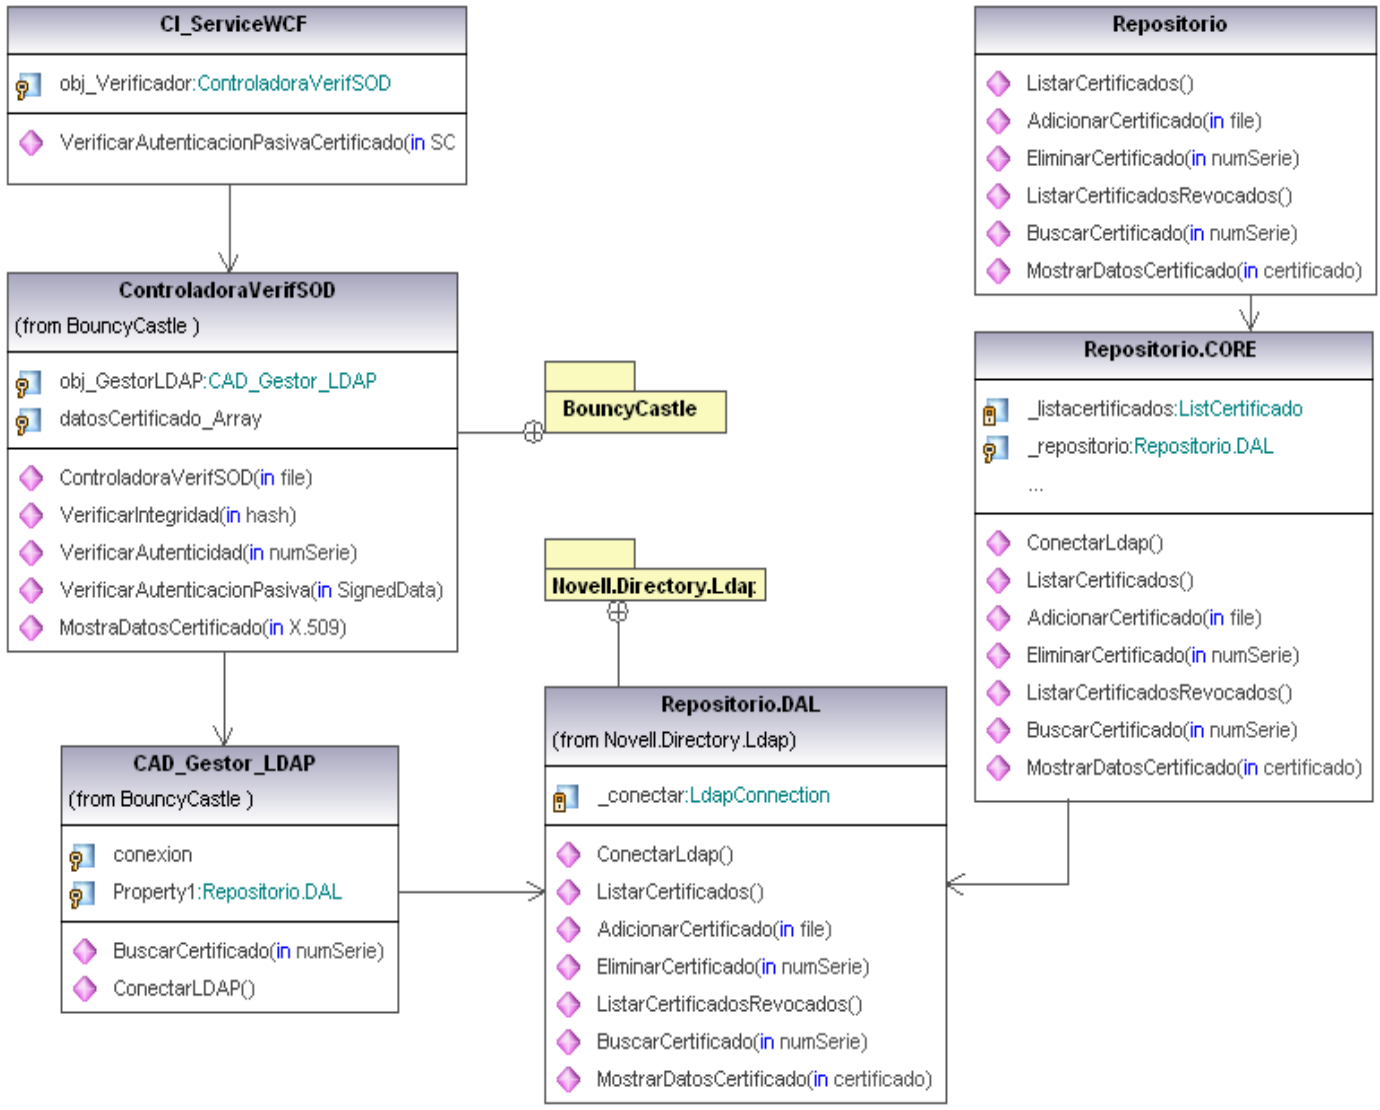 CI_ServiceWCF
obj_Verificador:ControladoraVerifSOD
VerificarAutenticacionPasivaCertificado(in SC
ControladoraVerifSOD
(from BouncyCastle )
obj_GestorLDAP:CAD_Gestor_LDAP
datosCertificado_Array
ControladoraVerifSOD(in file)
VerificarIntegridad(in hash)
VerificarAutenticidad(in numSerie)
VerificarAutenticacionPasiva(in SignedData)
MostraDatosCertificado(in X.509)
CAD_Gestor_LDAP
(from BouncyCastle )
conexion
Property1:Repositorio.DAL
BuscarCertificado(in numSerie)
ConectarLDAP()
BouncyCastle
Novell.Directory.Ldap
Repositorio.DAL
(from Novell.Directory.Ldap)
_conectar:LdapConnection
ConectarLdap()
ListarCertificados()
AdicionarCertificado(in file)
EliminarCertificado(in numSerie)
ListarCertificadosRevocados()
BuscarCertificado(in numSerie)
MostrarDatosCertificado(in certificado)
Repositorio
ListarCertificados()
AdicionarCertificado(in file)
EliminarCertificado(in numSerie)
ListarCertificadosRevocados()
BuscarCertificado(in numSerie)
MostrarDatosCertificado(in certificado)
Repositorio.CORE
_listacertificados:ListCertificado
_repositorio:Repositorio.DAL
...
ConectarLdap()
ListarCertificados()
AdicionarCertificado(in file)
EliminarCertificado(in numSerie)
ListarCertificadosRevocados()
BuscarCertificado(in numSerie)
MostrarDatosCertificado(in certificado)